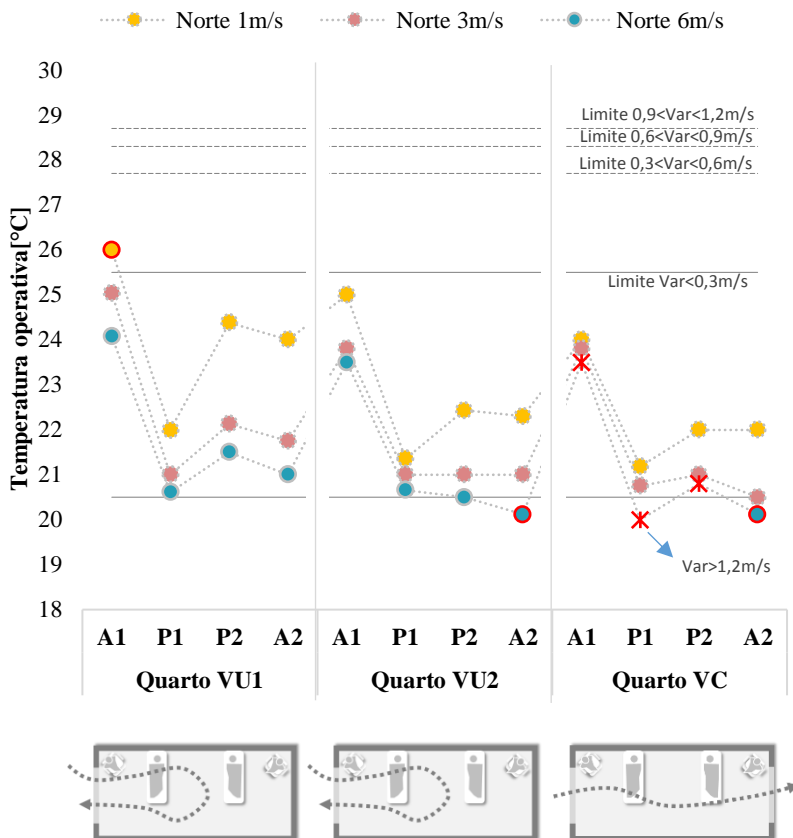 Norte 1m/s Norte 3m/s Norte 6m/s
Temperatura operativa[°C]
30
29
28
27
26
25
24
23
22
21
20
19
18
Limite 0,9<Var<1,2m/s
Limite 0,6<Var<0,9m/s
Limite 0,3<Var<0,6m/s
Limite Var<0,3m/s
Var>1,2m/s
A1 P1 P2 A2 A1 P1 P2 A2 A1 P1 P2 A2
Quarto VU1 Quarto VU2 Quarto VC